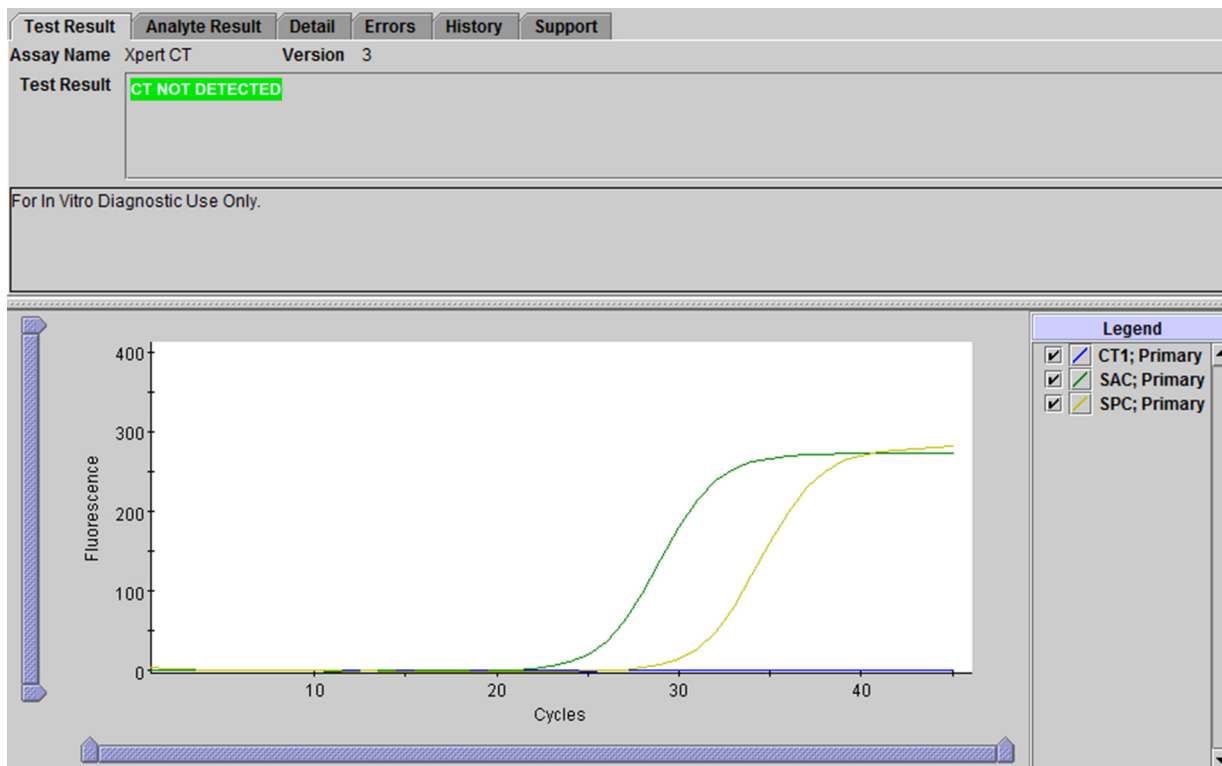 Test Result Analyte Result Detail Errors History Support
Assay Name Xpert CT Version 3
Test Result CT NOT DETECTED
For In Vitro Diagnostic Use Only.
Legend
CT1; Primary
SAC; Primary
SPC; Primary
400
300
200
100
0
Fluorescence
10 20 30 40
Cycles